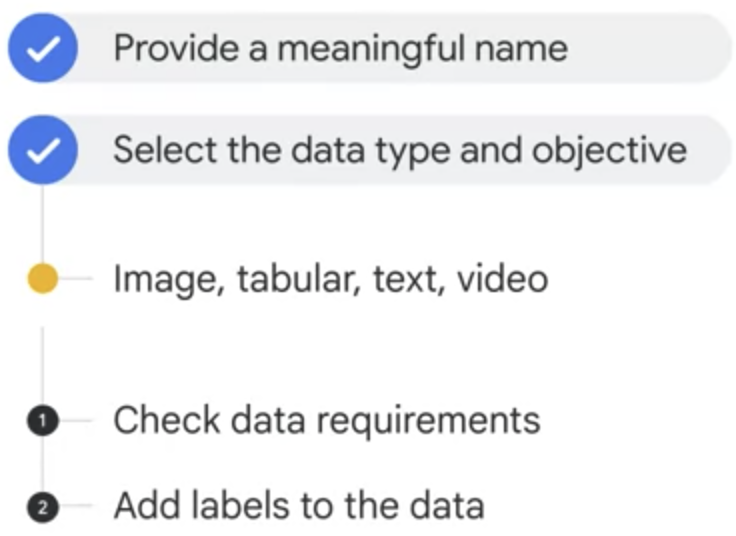 Provide a meaningful name
Select the data type and objective
Image, tabular, text, video
1 Check data requirements
2 Add labels to the data